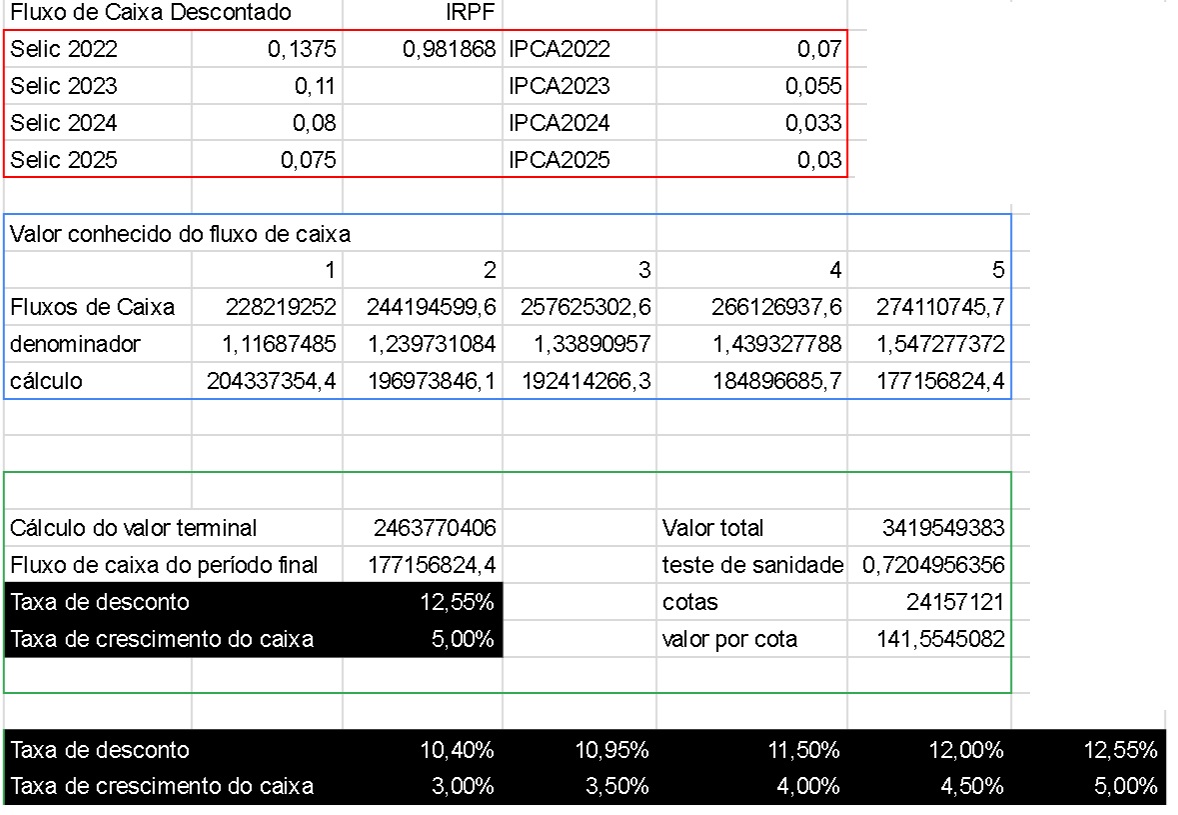 Fluxo de Caixa Descontado IRPF
Selic 2022 0,1375 0,981868 IPCA2022 0,07
Selic 2023 0,11 IPCA2023 0,055
Selic 2024 0,08 IPCA2024 0,033
Selic 2025 0,075 IPCA2025 0,03
Valor conhecido do fluxo de caixa
1 2 3 4 5
Fluxos de Caixa 228219252 244194599,6 257625302,6 266126937,6 274110745,7
denominador 1,11687485 1,239731084 1,33890957 1,439327788 1,547277372
cálculo 204337354,4 196973846,1 192414266,3 184896685,7 177156824,4
Cálculo do valor terminal 2463770406 Valor total 3419549383
Fluxo de caixa do período final 177156824,4 teste de sanidade 0,7204956356
Taxa de desconto 12,55% cotas 24157121
Taxa de crescimento do caixa 5,00% valor por cota 141,5545082
Taxa de desconto 10,40% 10,95% 11,50% 12,00% 12,55%
Taxa de crescimento do caixa 3,00% 3,50% 4,00% 4,50% 5,00%